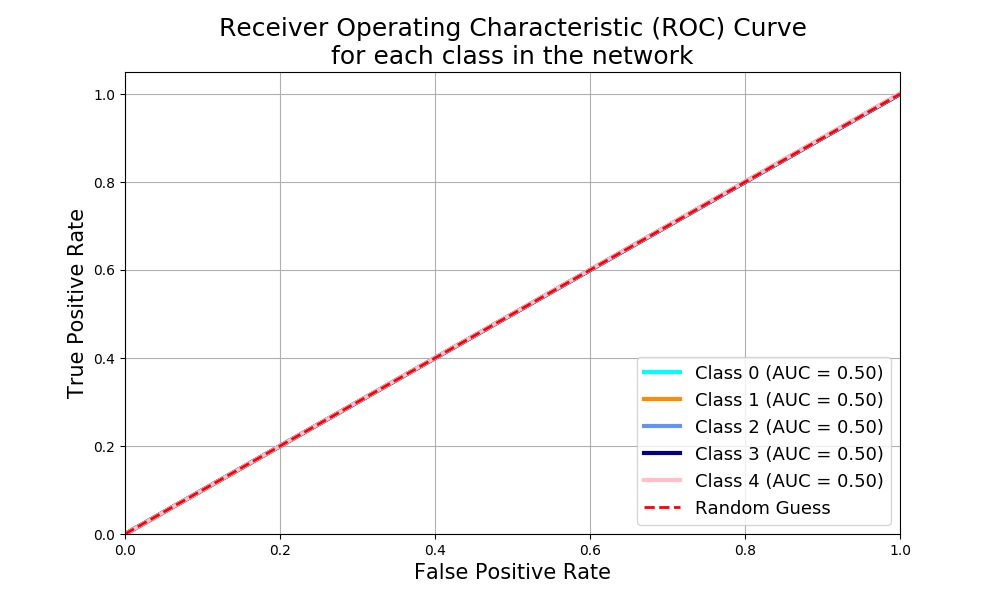 Receiver Operating Characteristic (ROC) Curve
for each class in the network
True Positive Rate
1.0
0.8
0.6
0.4
0.2
0.0
Class 0 (AUC = 0.50)
Class 1 (AUC = 0.50)
Class 2 (AUC = 0.50)
Class 3 (AUC = 0.50)
Class 4 (AUC = 0.50)
Random Guess
0.0 0.2 0.4 0.6 0.8 1.0
False Positive Rate